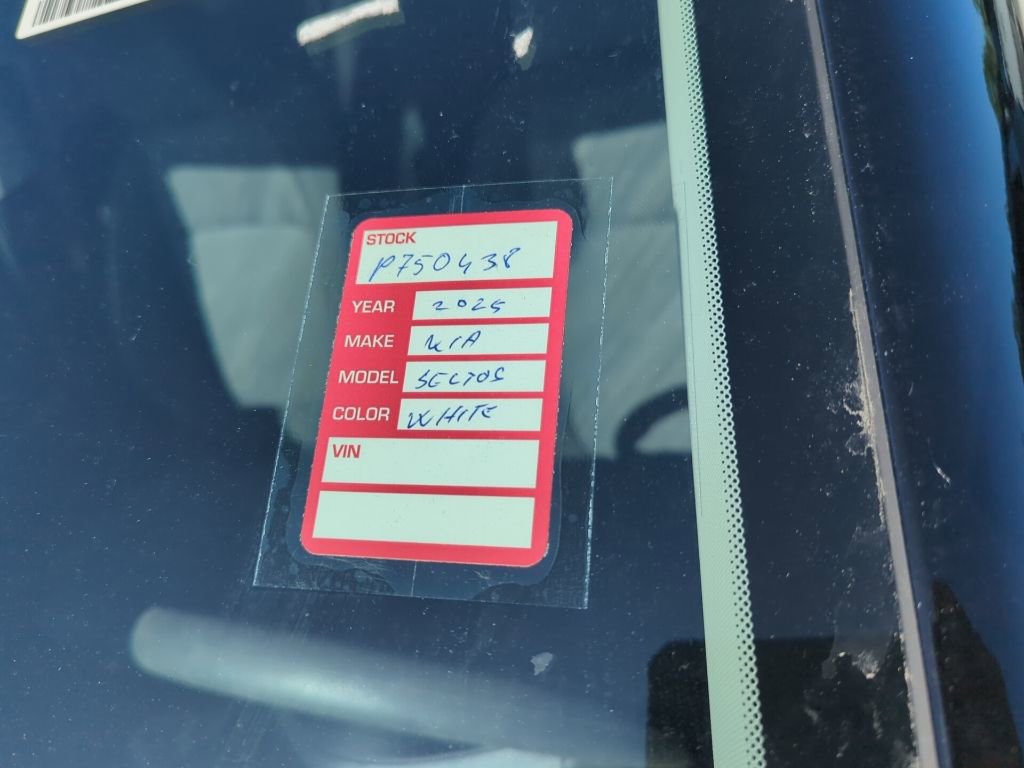 STOCK
P750438
YEAR 2025
MAKE KIA
MODEL SELTOS
COLOR WHITE
VIN